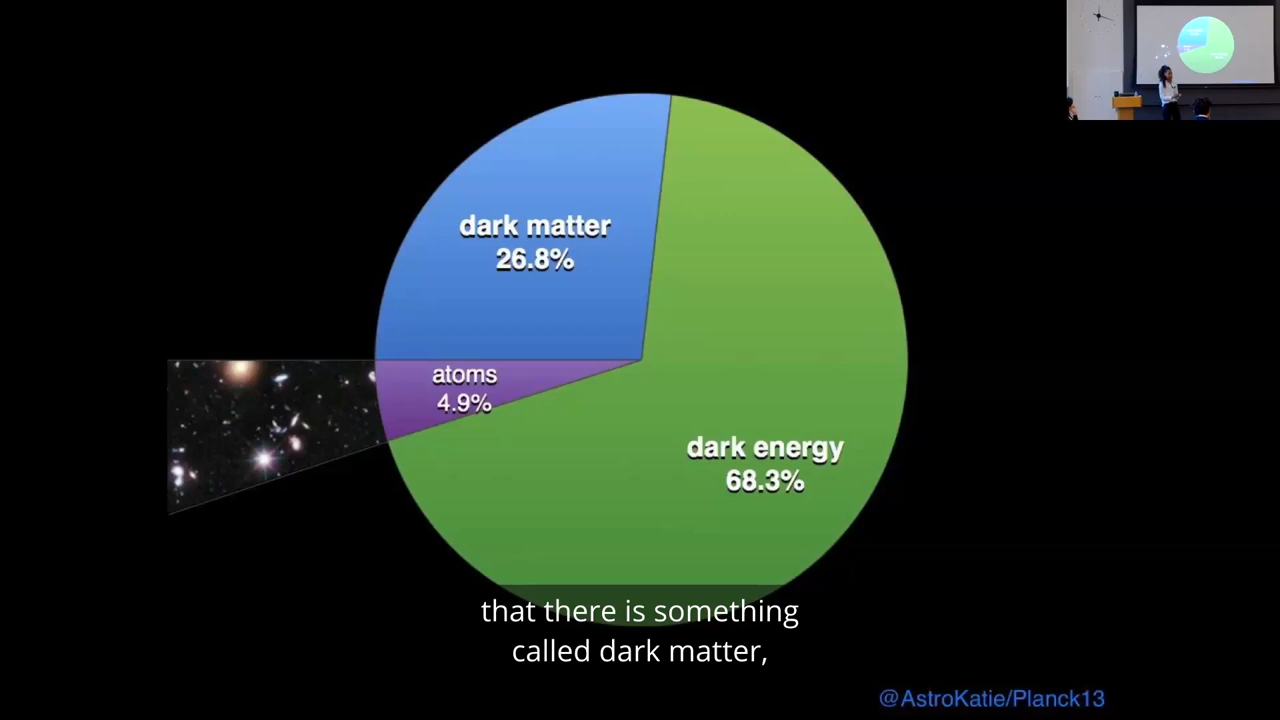 dark matter
26.8%
atoms
4.9%
dark energy
68.3%
that there is something
called dark matter,
@AstroKatie/Planck13